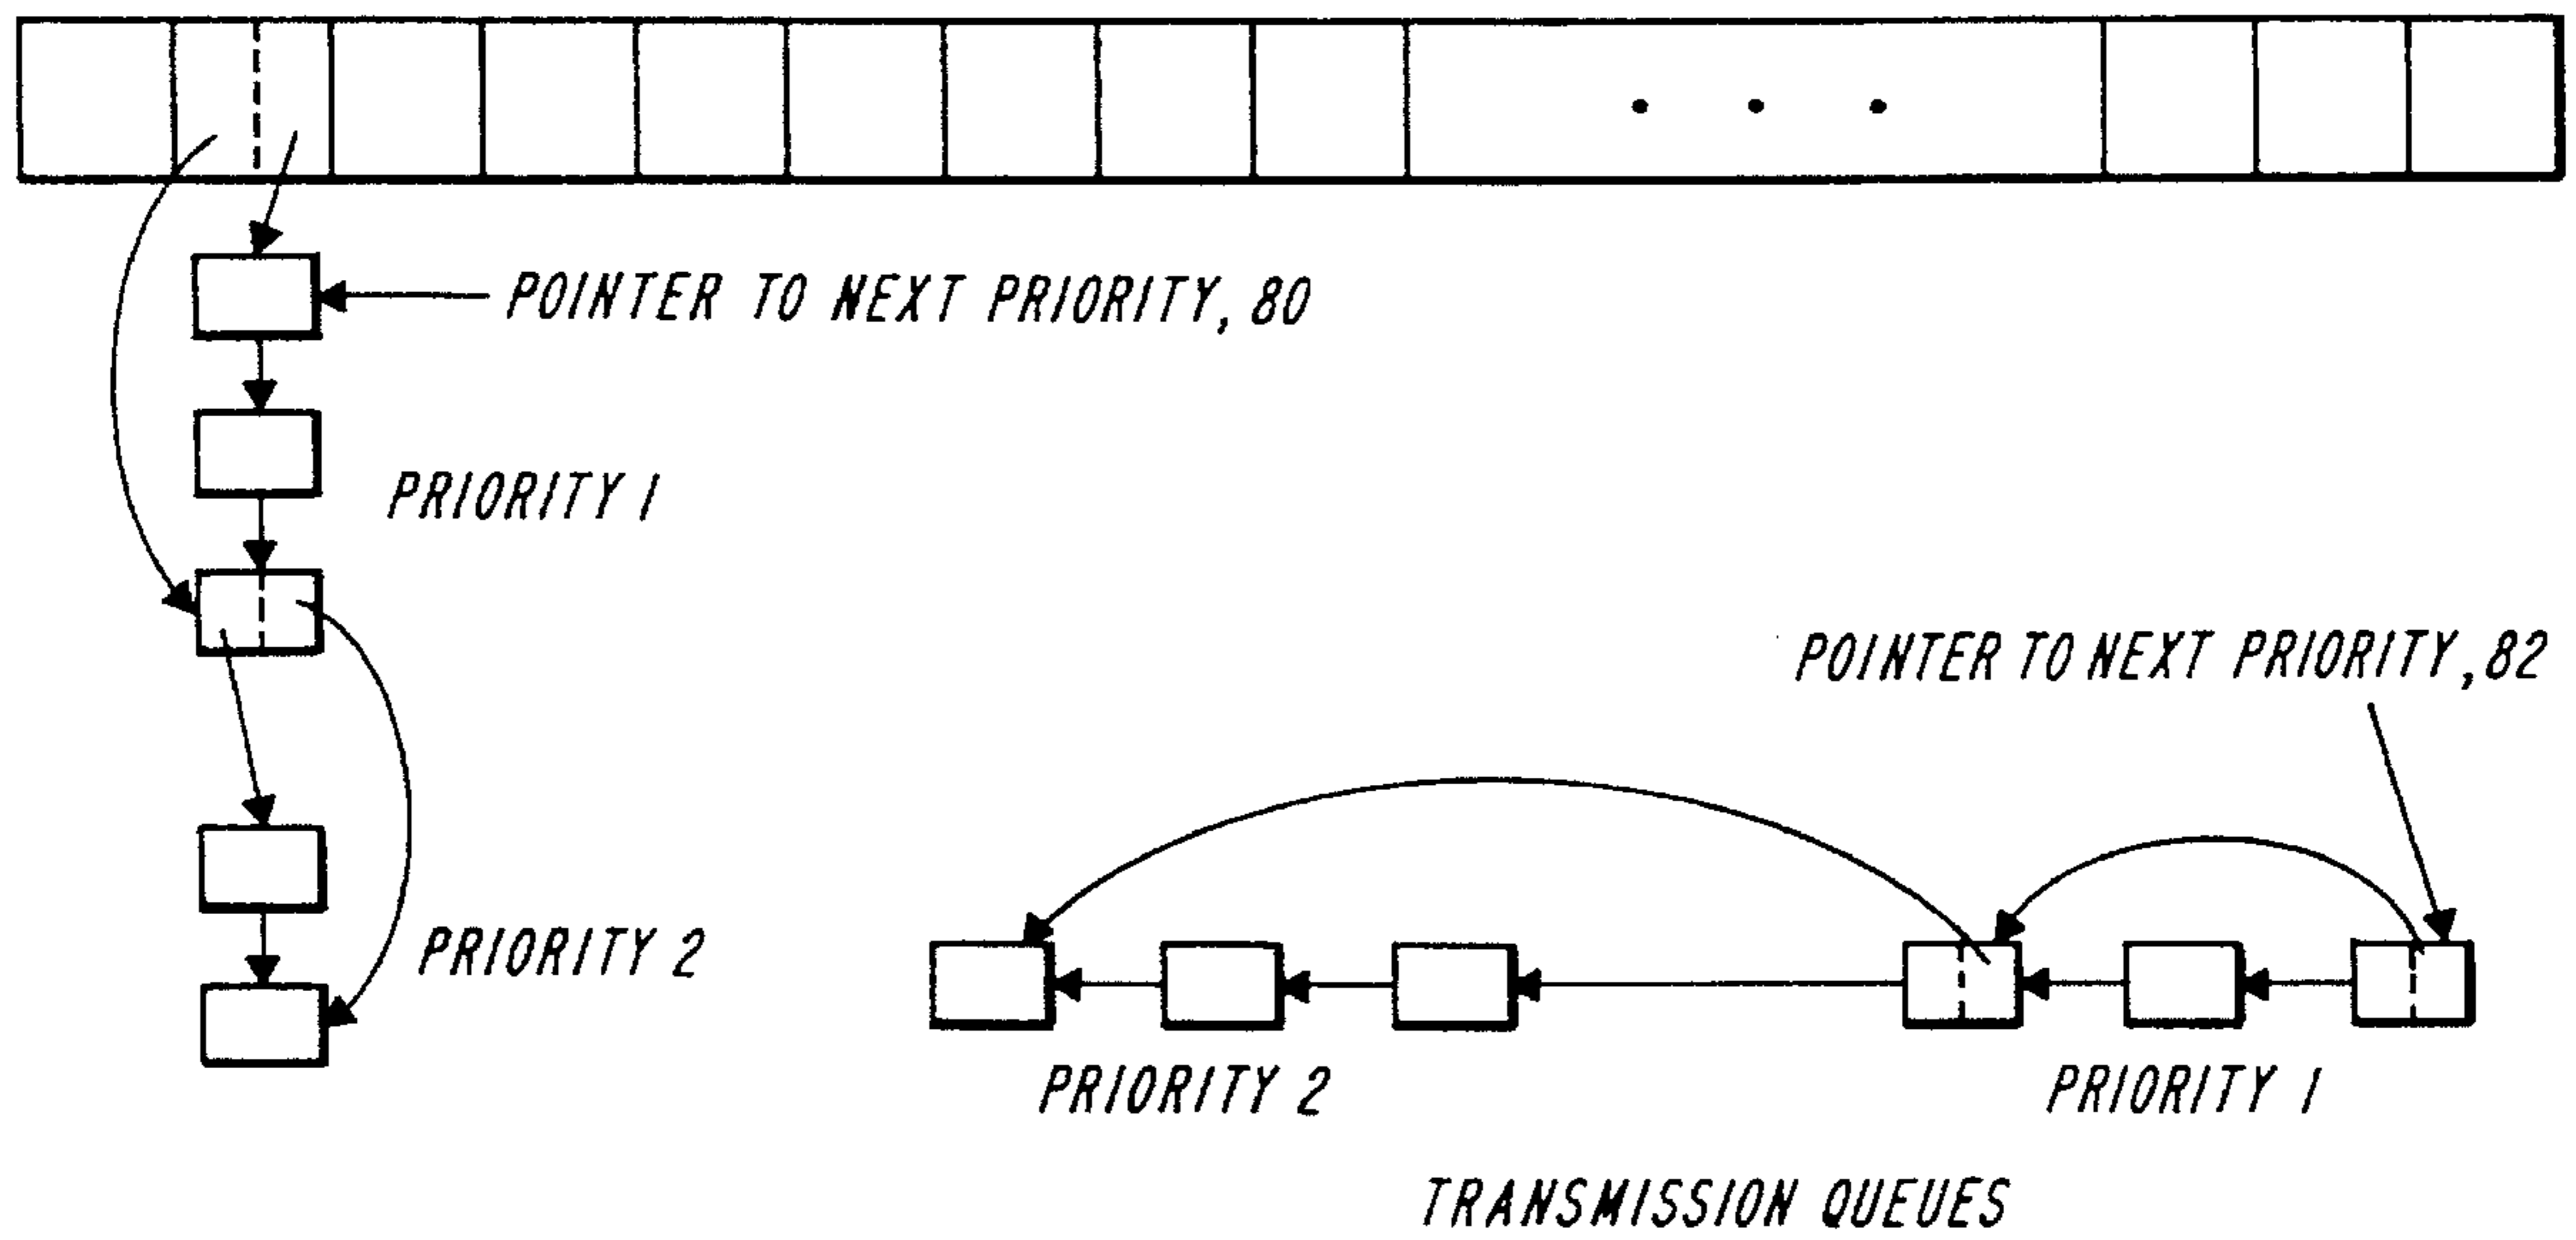 POINTER TO NEXT PRIORITY, 80
PRIORITY 1
POINTER TO NEXT PRIORITY, 82
PRIORITY 2
PRIORITY 2
PRIORITY 1
TRANSMISSION QUEUES